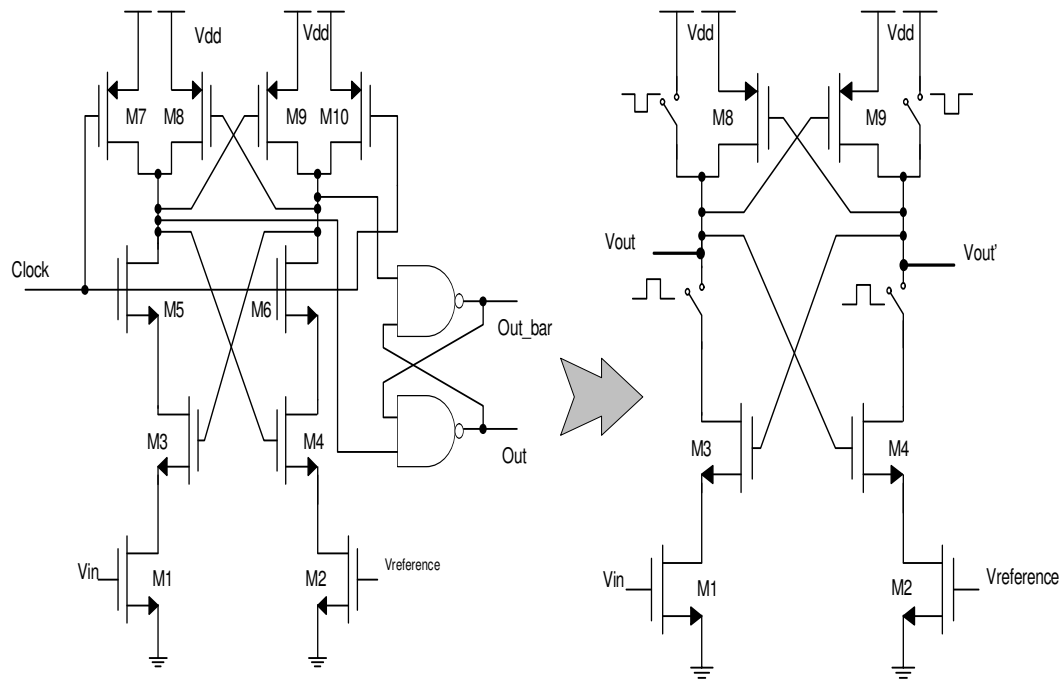 Vdd
Vdd
M7
M8
M9
M10
Clock
M5
M6
Out_bar
M3
M4
Out
Vin
M1
M2
Vreference
Vdd
Vdd
M8
M9
Vout
Vout'
M3
M4
Vin
M1
M2
Vreference